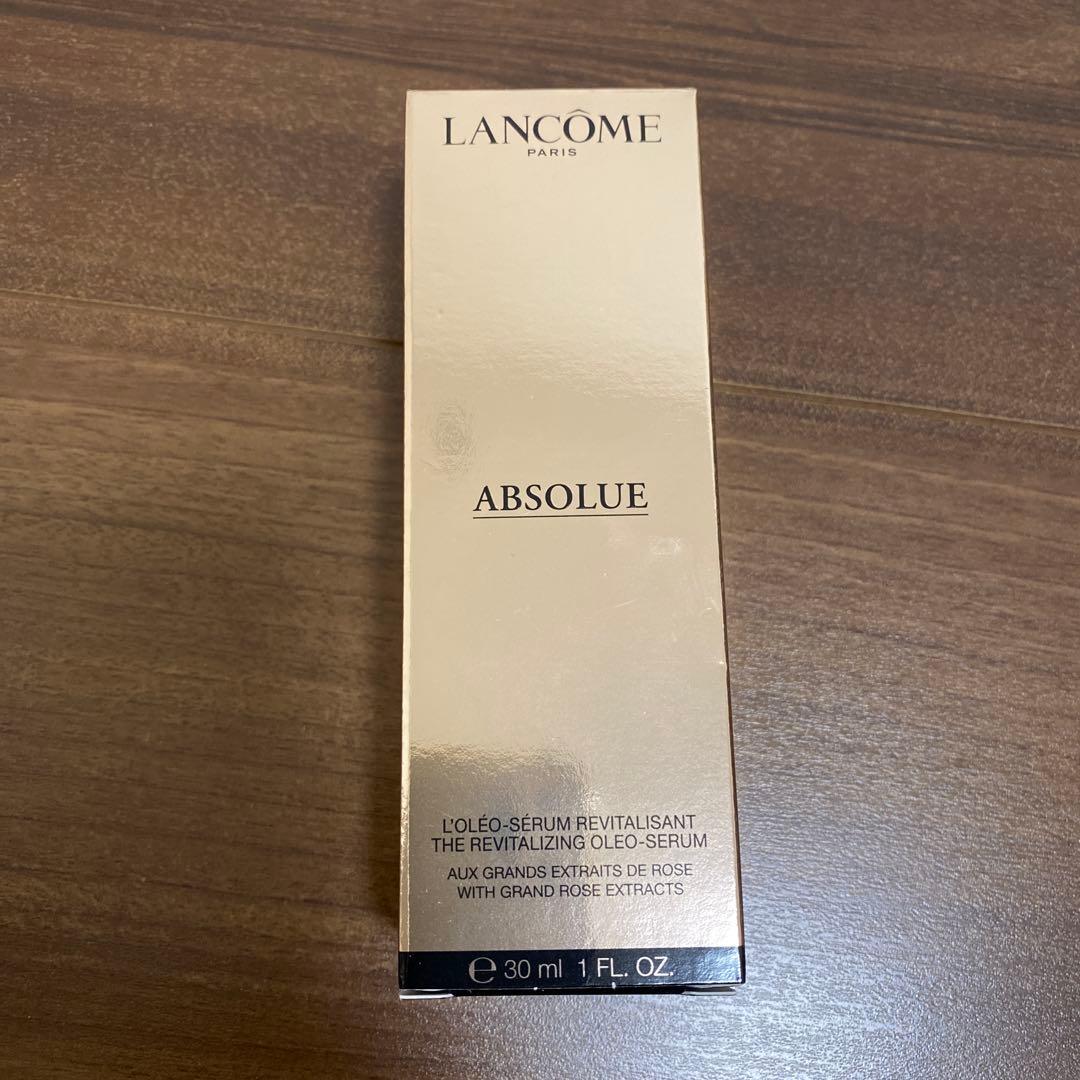 LANCÔME
PARIS
ABSOLUE
L'OLÉO-SÉRUM REVITALISANT
THE REVITALIZING OLEO-SERUM
AUX GRANDS EXTRAITS DE ROSE
WITH GRAND ROSE EXTRACTS
℮ 30 ml 1 FL. OZ.